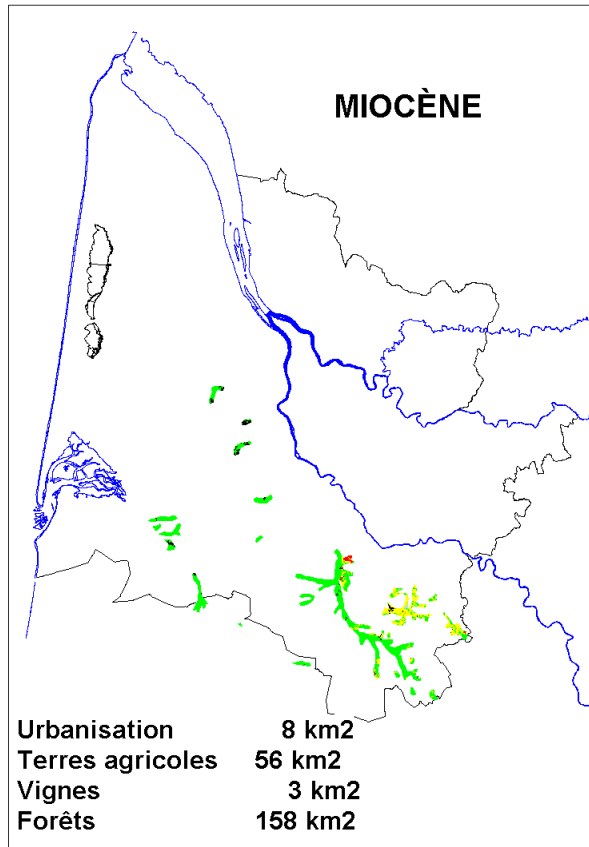 MIOCÈNE
Urbanisation 8 km2
Terres agricoles 56 km2
Vignes 3 km2
Forêts 158 km2